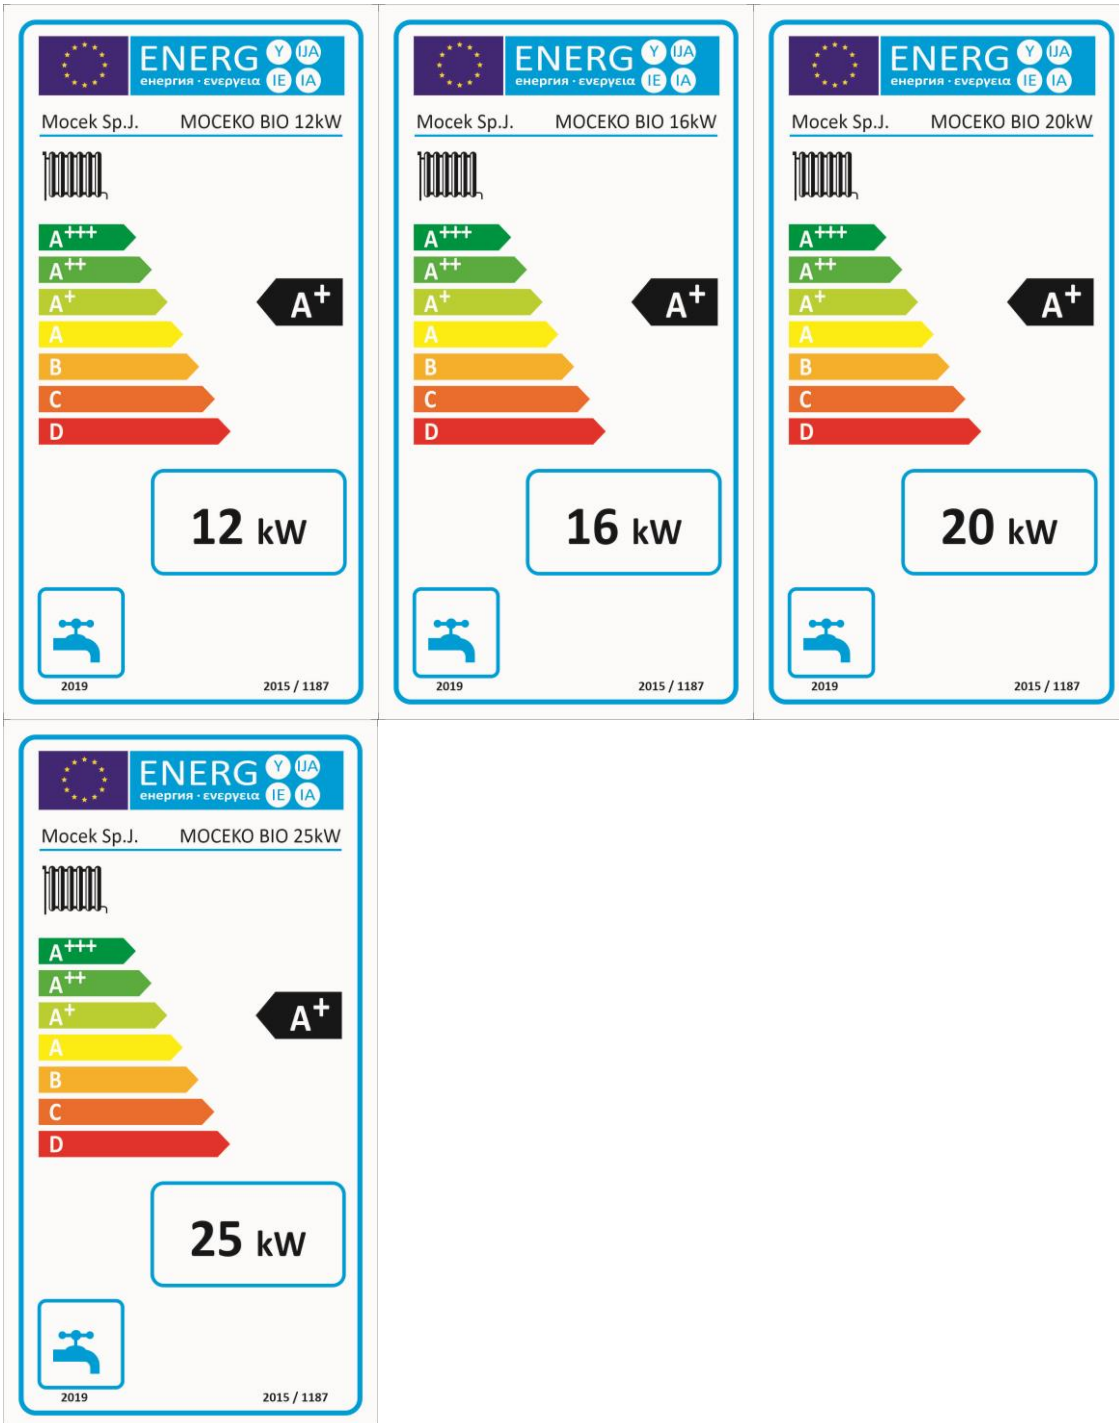 ENERG Y IJA
енергия · ενεργεια IE IA
Mocek Sp.J. MOCEKO BIO 12kW
A+++
A++
A+
A+
A
B
C
D
12 kW
2019 2015 / 1187
ENERG Y IJA
енергия · ενεργεια IE IA
Mocek Sp.J. MOCEKO BIO 16kW
A+++
A++
A+
A+
A
B
C
D
16 kW
2019 2015 / 1187
ENERG Y IJA
енергия · ενεργεια IE IA
Mocek Sp.J. MOCEKO BIO 20kW
A+++
A++
A+
A+
A
B
C
D
20 kW
2019 2015 / 1187
ENERG Y IJA
енергия · ενεργεια IE IA
Mocek Sp.J. MOCEKO BIO 25kW
A+++
A++
A+
A+
A
B
C
D
25 kW
2019 2015 / 1187